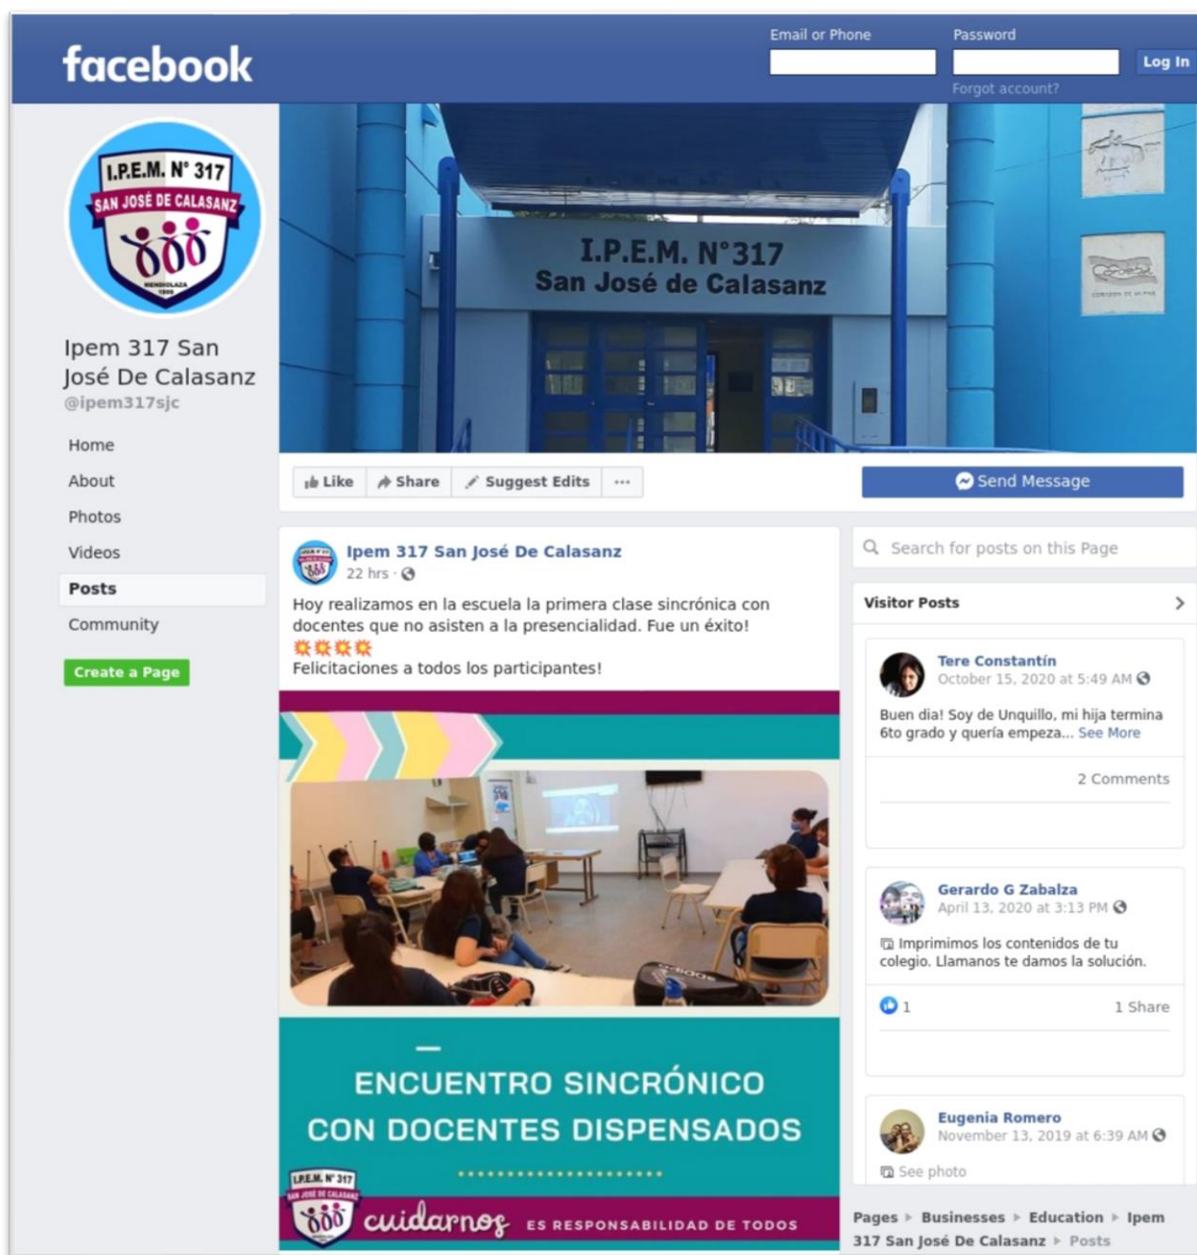 facebook
Email or Phone
Password
Log In
Forgot account?
I.P.E.M. N° 317
SAN JOSÉ DE CALASANZ
MENDIOLAZA
I.P.E.M. N°317
San José de Calasanz
Ipem 317 San
José De Calasanz
@ipem317sjc
Home
About
Photos
Videos
Posts
Community
Create a Page
Like
Share
Suggest Edits
Send Message
Ipem 317 San José De Calasanz
22 hrs ·
Hoy realizamos en la escuela la primera clase sincrónica con
docentes que no asisten a la presencialidad. Fue un éxito!
💥💥💥💥
Felicitaciones a todos los participantes!
ENCUENTRO SINCRÓNICO
CON DOCENTES DISPENSADOS
I.P.E.M. N° 317
SAN JOSÉ DE CALASANZ
cuidarnos ES RESPONSABILIDAD DE TODOS
Search for posts on this Page
Visitor Posts
Tere Constantín
October 15, 2020 at 5:49 AM
Buen dia! Soy de Unquillo, mi hija termina
6to grado y quería empeza... See More
2 Comments
Gerardo G Zabalza
April 13, 2020 at 3:13 PM
Imprimimos los contenidos de tu
colegio. Llamanos te damos la solución.
1
1 Share
Eugenia Romero
November 13, 2019 at 6:39 AM
See photo
Pages ▸ Businesses ▸ Education ▸ Ipem
317 San José De Calasanz ▸ Posts